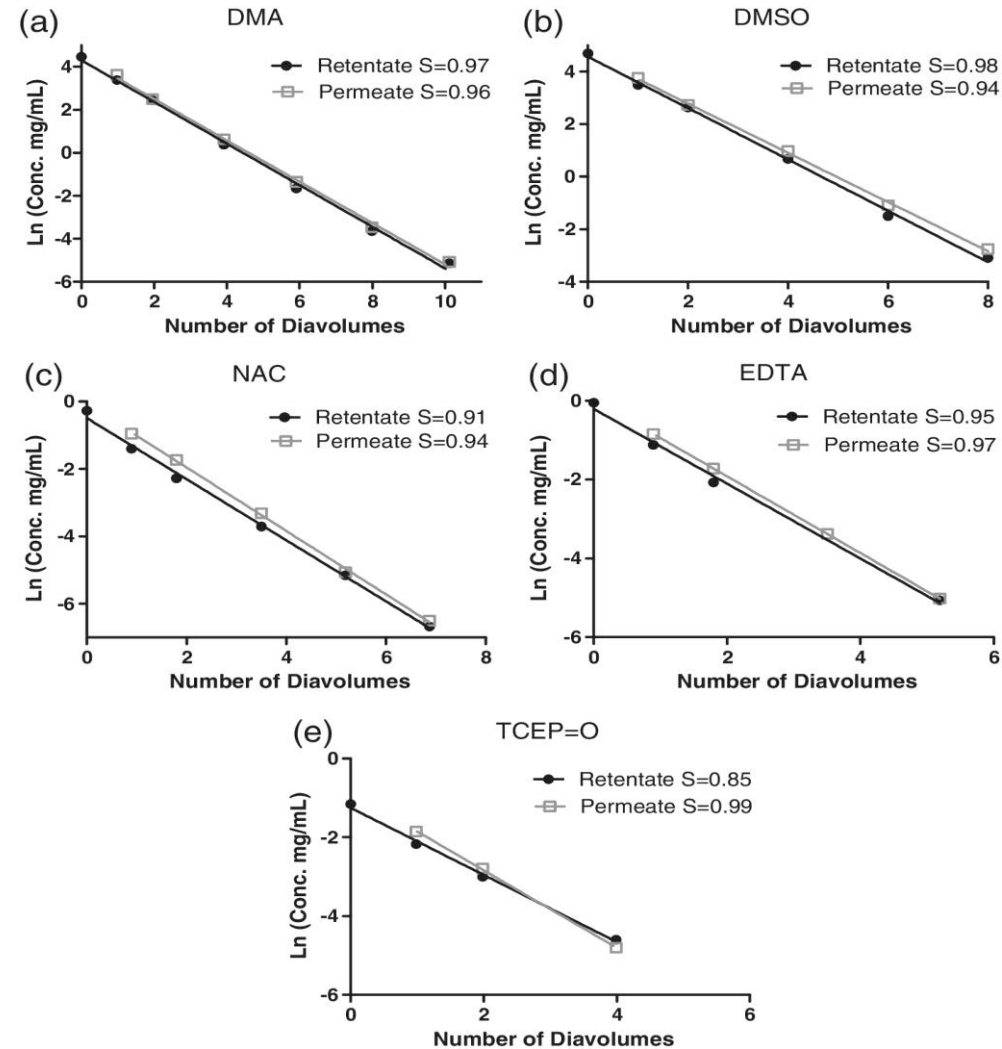 (a)
DMA
Retentate S=0.97
Permeate S=0.96
Ln (Conc. mg/mL)
4
2
0
-2
-4
-6
0 2 4 6 8 10
Number of Diavolumes
(b)
DMSO
Retentate S=0.98
Permeate S=0.94
Ln (Conc. mg/mL)
4
2
0
-2
-4
0 2 4 6 8
Number of Diavolumes
(c)
NAC
Retentate S=0.91
Permeate S=0.94
Ln (Conc. mg/mL)
0
-2
-4
-6
0 2 4 6 8
Number of Diavolumes
(d)
EDTA
Retentate S=0.95
Permeate S=0.97
Ln (Conc. mg/mL)
0
-2
-4
-6
0 2 4 6
Number of Diavolumes
(e)
TCEP=O
Retentate S=0.85
Permeate S=0.99
Ln (Conc. mg/mL)
0
-2
-4
-6
0 2 4 6
Number of Diavolumes